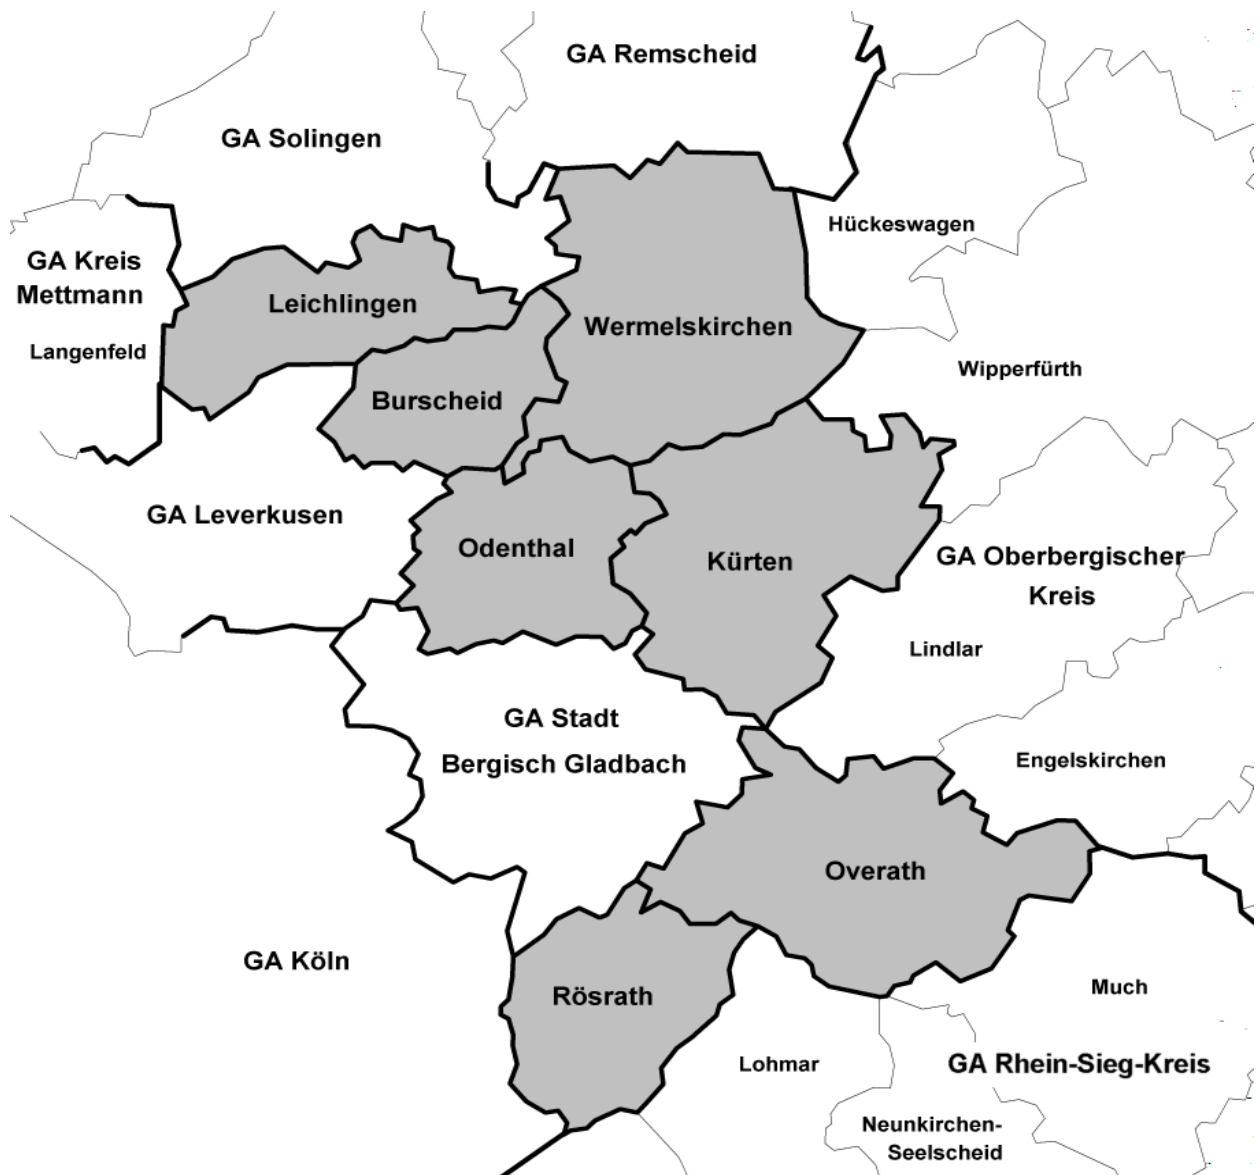 GA Remscheid
GA Solingen
Hückeswagen
GA Kreis
Mettmann
Leichlingen
Wermelskirchen
Langenfeld
Wipperfürth
Burscheid
GA Leverkusen
Odenthal
Kürten
GA Oberbergischer
Kreis
Lindlar
GA Stadt
Bergisch Gladbach
Engelskirchen
Overath
GA Köln
Rösrath
Much
Lohmar
GA Rhein-Sieg-Kreis
Neunkirchen-
Seelscheid